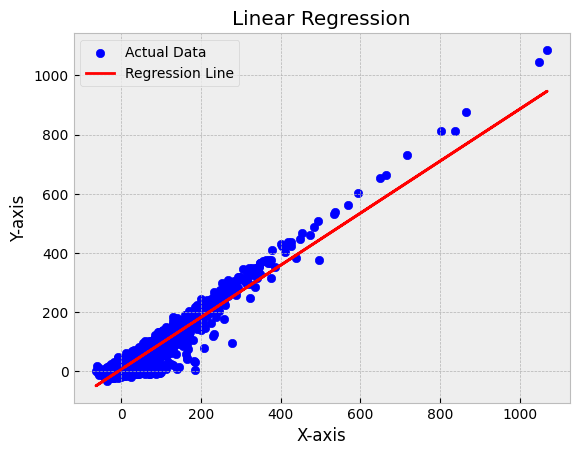 Linear Regression
Actual Data
Regression Line
Y-axis
1000
800
600
400
200
0
0 200 400 600 800 1000
X-axis